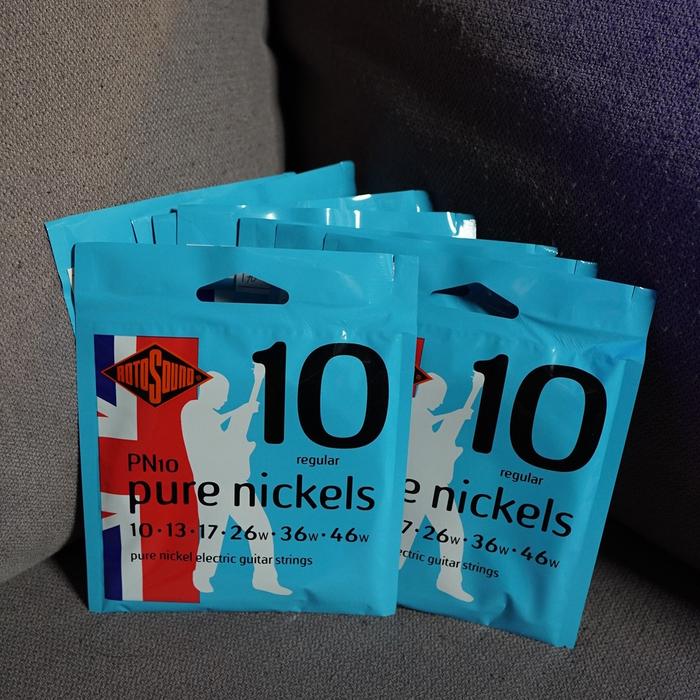 ROTOSOUND
10
regular
PN10
pure nickels
10·13·17·26w·36w·46w
pure nickel electric guitar strings
10
regular
e nickels
7·26w·36w·46w
ectric guitar strings